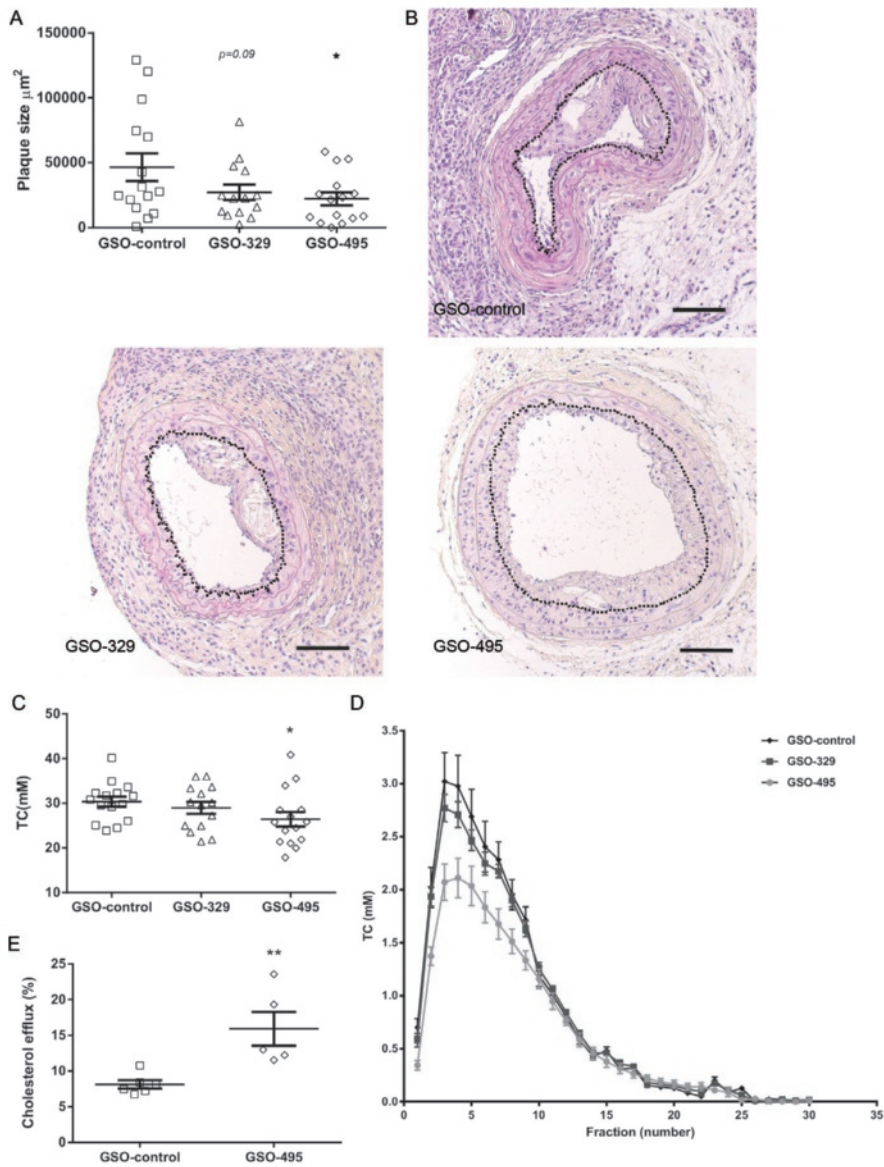 A
150000
100000
50000
0
Plaque size μm²
p=0.09
*
GSO-control
GSO-329
GSO-495
B
GSO-control
GSO-329
GSO-495
C
50
40
30
20
10
TC(mM)
*
GSO-control
GSO-329
GSO-495
D
3.5
3.0
2.5
2.0
1.5
1.0
0.5
0.0
TC (mM)
0
5
10
15
20
25
30
35
Fraction (number)
GSO-control
GSO-329
GSO-495
E
25
20
15
10
5
0
Cholesterol efflux (%)
**
GSO-control
GSO-495